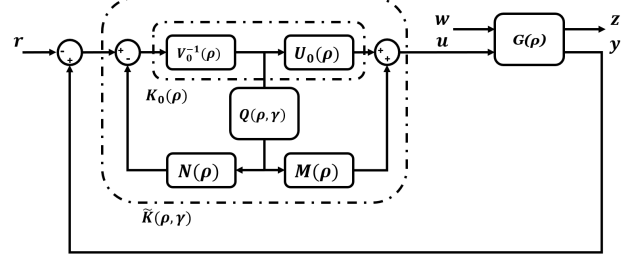 r
w
z
u
y
G(ρ)
V₀⁻¹(ρ)
U₀(ρ)
K₀(ρ)
Q(ρ,γ)
N(ρ)
M(ρ)
K̃(ρ,γ)
- + + - + +